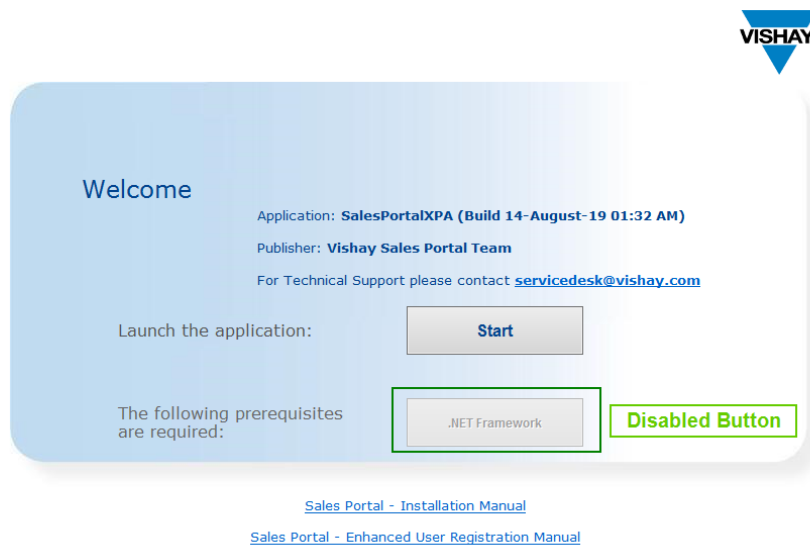 VISHAY
Welcome
Application: SalesPortalXPA (Build 14-August-19 01:32 AM)
Publisher: Vishay Sales Portal Team
For Technical Support please contact servicedesk@vishay.com
Launch the application:
Start
The following prerequisites
are required:
.NET Framework
Disabled Button
Sales Portal - Installation Manual
Sales Portal - Enhanced User Registration Manual